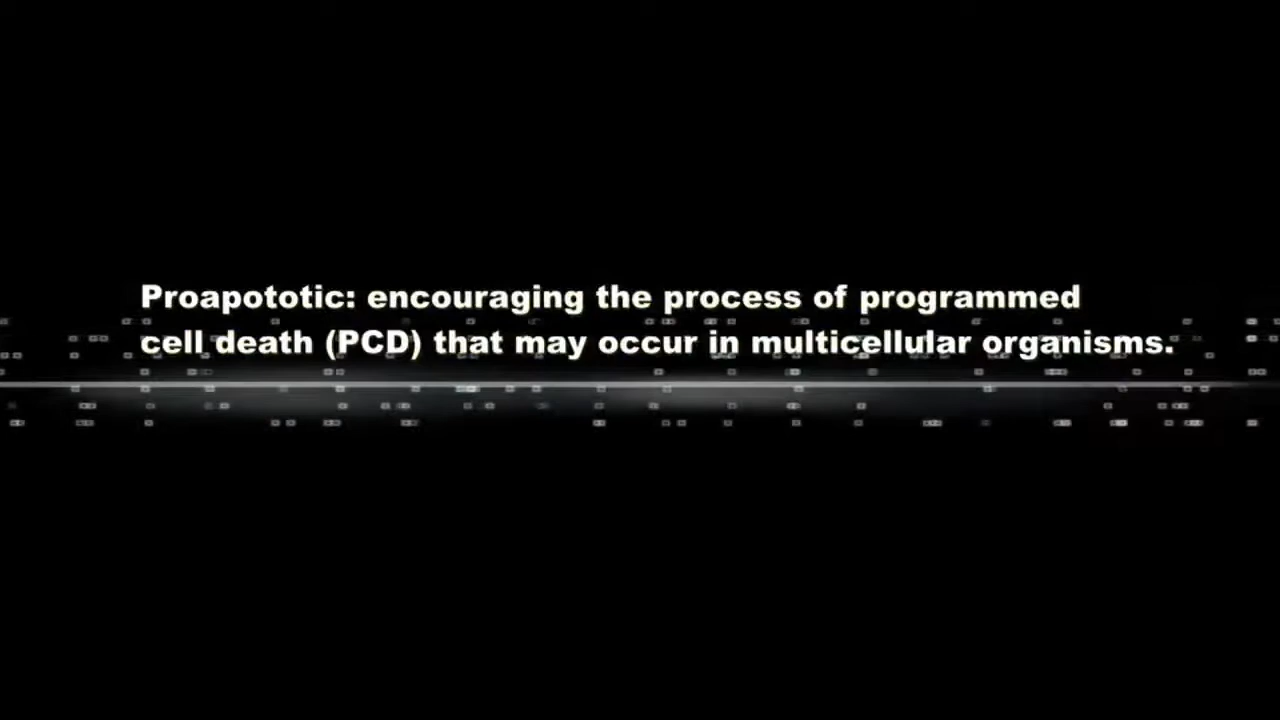 Proapototic: encouraging the process of programmed
cell death (PCD) that may occur in multicellular organisms.